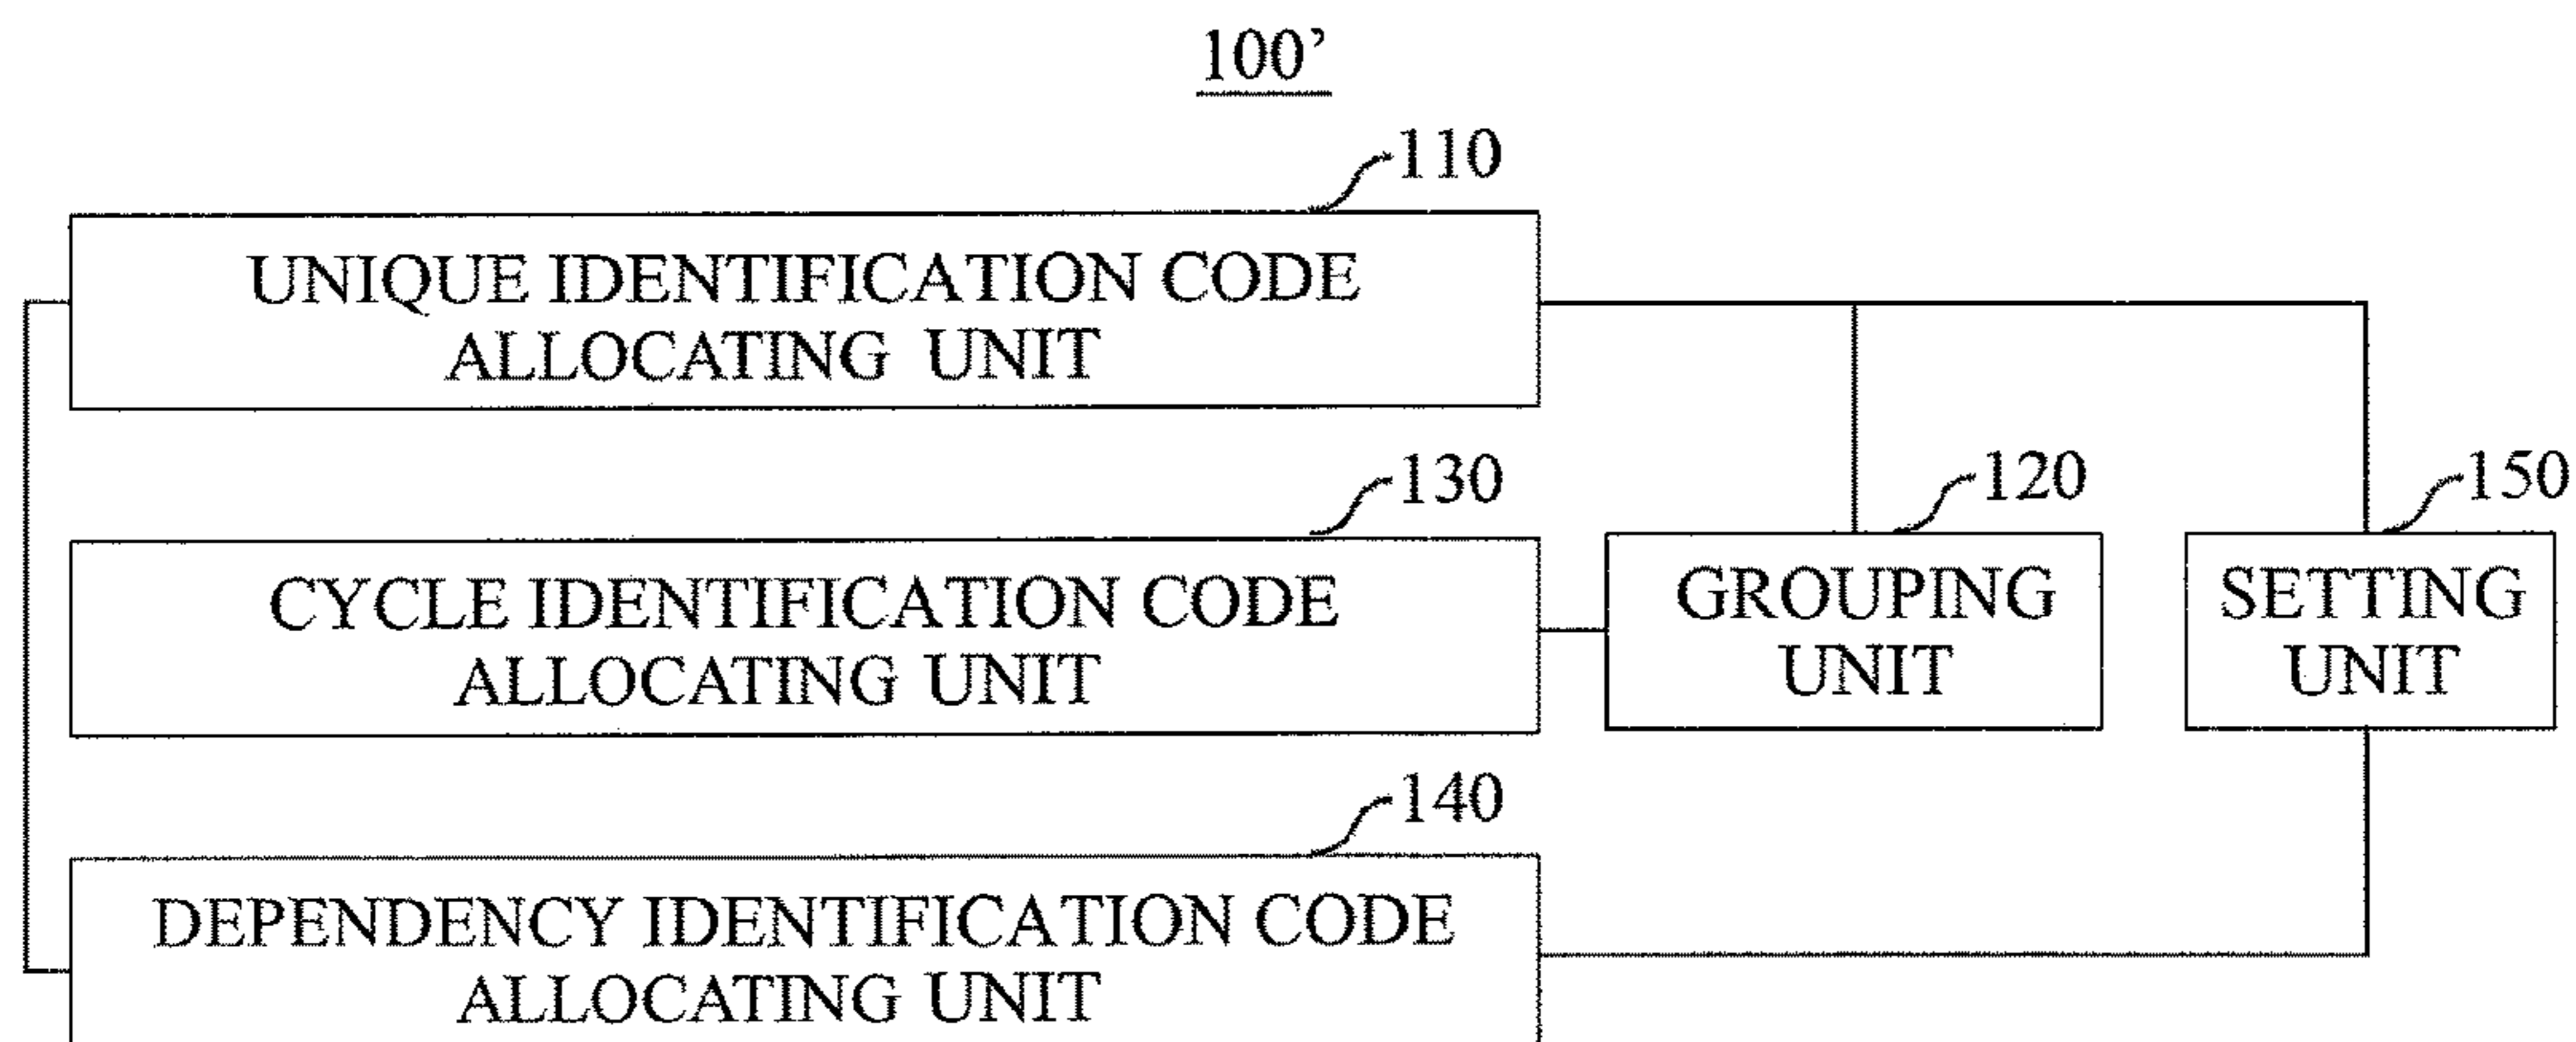 100’
110
UNIQUE IDENTIFICATION CODE
ALLOCATING UNIT
130
CYCLE IDENTIFICATION CODE
ALLOCATING UNIT
120
GROUPING
UNIT
150
SETTING
UNIT
140
DEPENDENCY IDENTIFICATION CODE
ALLOCATING UNIT